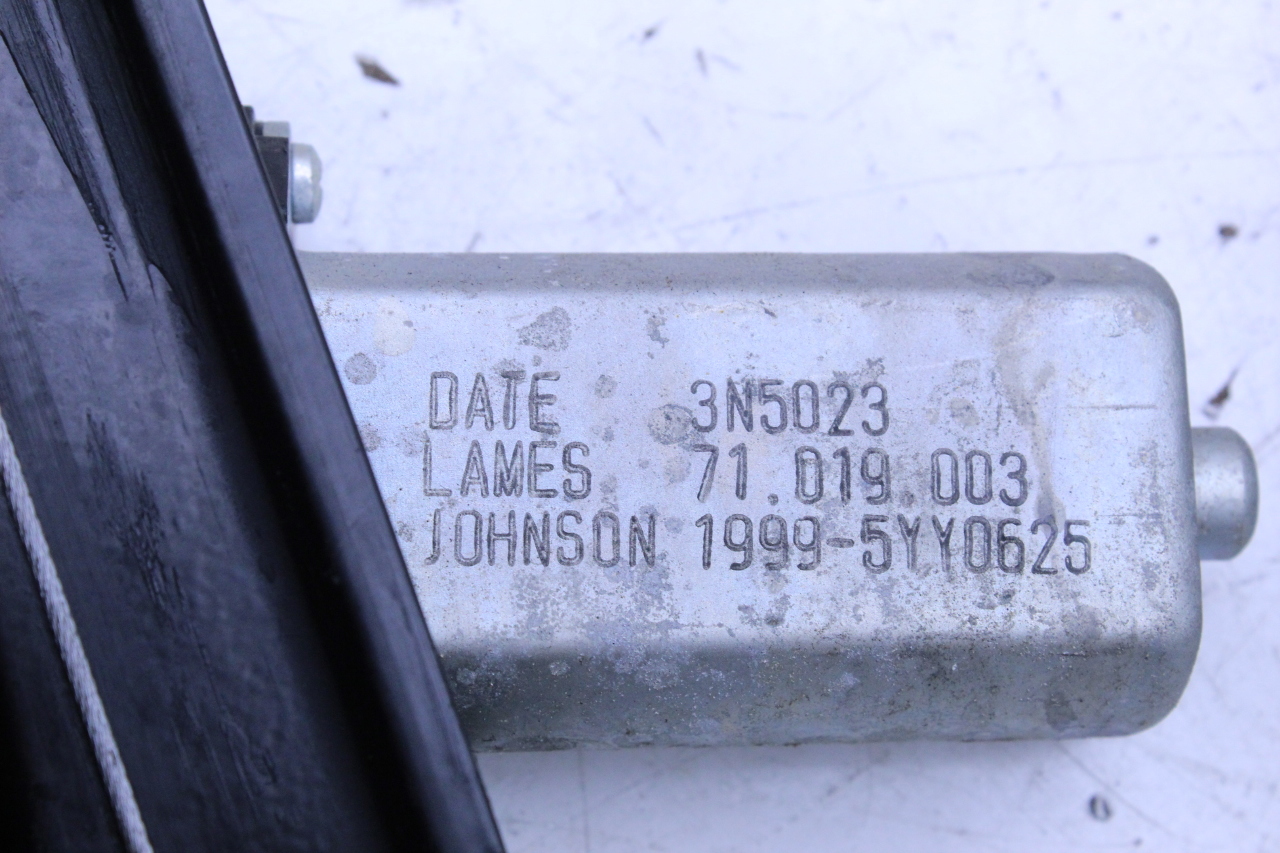 DATE 3N5023
LAMES 71.019.003
JOHNSON 1999-5YY0625